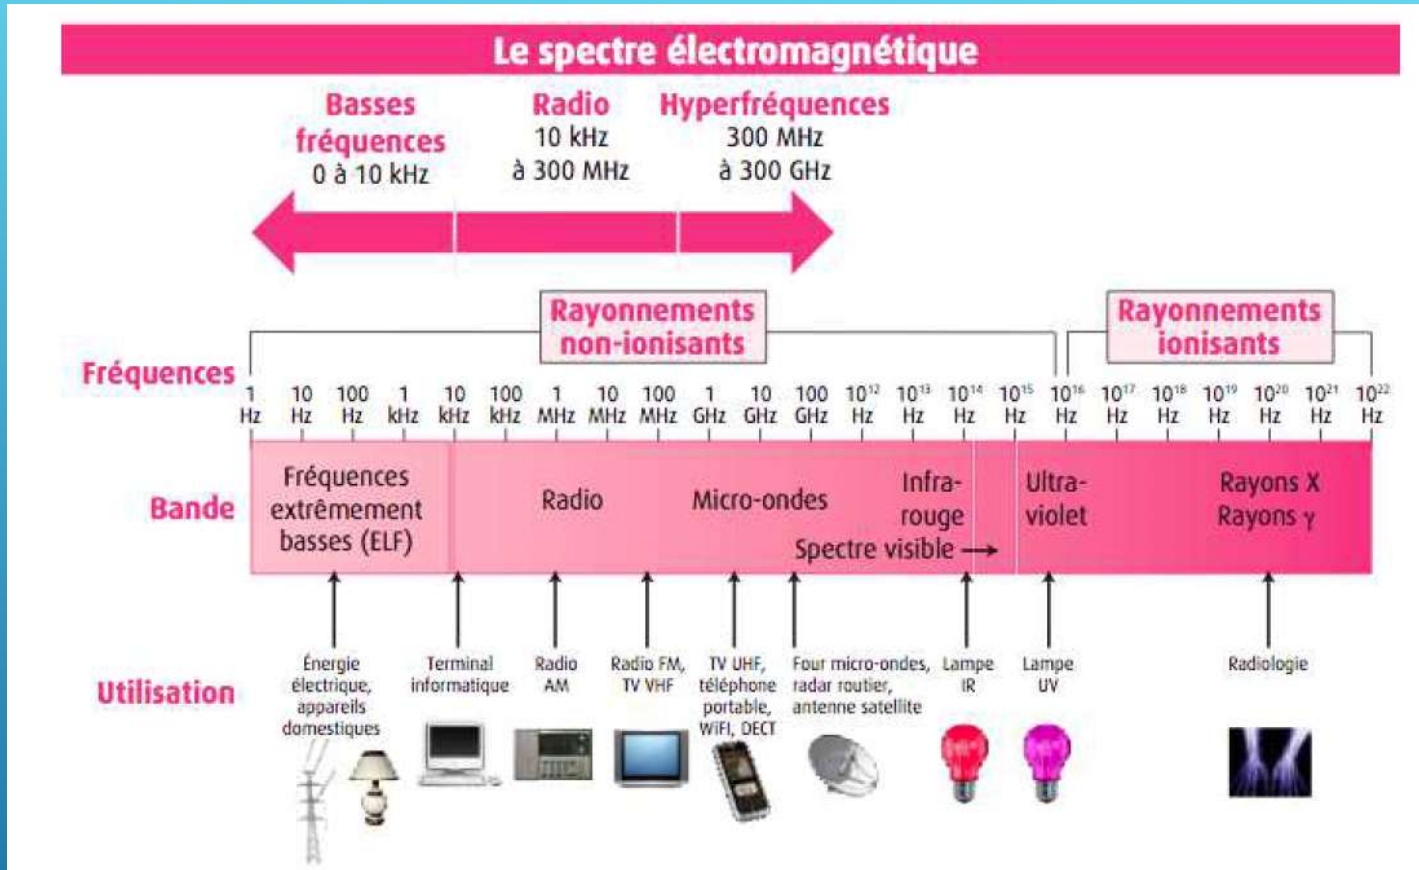 Le spectre électromagnétique
Basses
fréquences
0 à 10 kHz
Radio
10 kHz
à 300 MHz
Hyperfréquences
300 MHz
à 300 GHz
Rayonnements
non-ionisants
Rayonnements
ionisants
Fréquences
1 Hz
10 Hz
100 Hz
1 kHz
10 kHz
100 kHz
1 MHz
10 MHz
100 MHz
1 GHz
10 GHz
100 GHz
10¹² Hz
10¹³ Hz
10¹⁴ Hz
10¹⁵ Hz
10¹⁶ Hz
10¹⁷ Hz
10¹⁸ Hz
10¹⁹ Hz
10²⁰ Hz
10²¹ Hz
10²² Hz
Bande
Fréquences
extrêmement
basses (ELF)
Radio
Micro-ondes
Infra-
rouge
Spectre visible
Ultra-
violet
Rayons X
Rayons γ
Utilisation
Énergie
électrique,
appareils
domestiques
Terminal
informatique
Radio
AM
Radio FM,
TV VHF
TV UHF,
téléphone
portable,
WiFI, DECT
Four micro-ondes,
radar routier,
antenne satellite
Lampe
IR
Lampe
UV
Radiologie